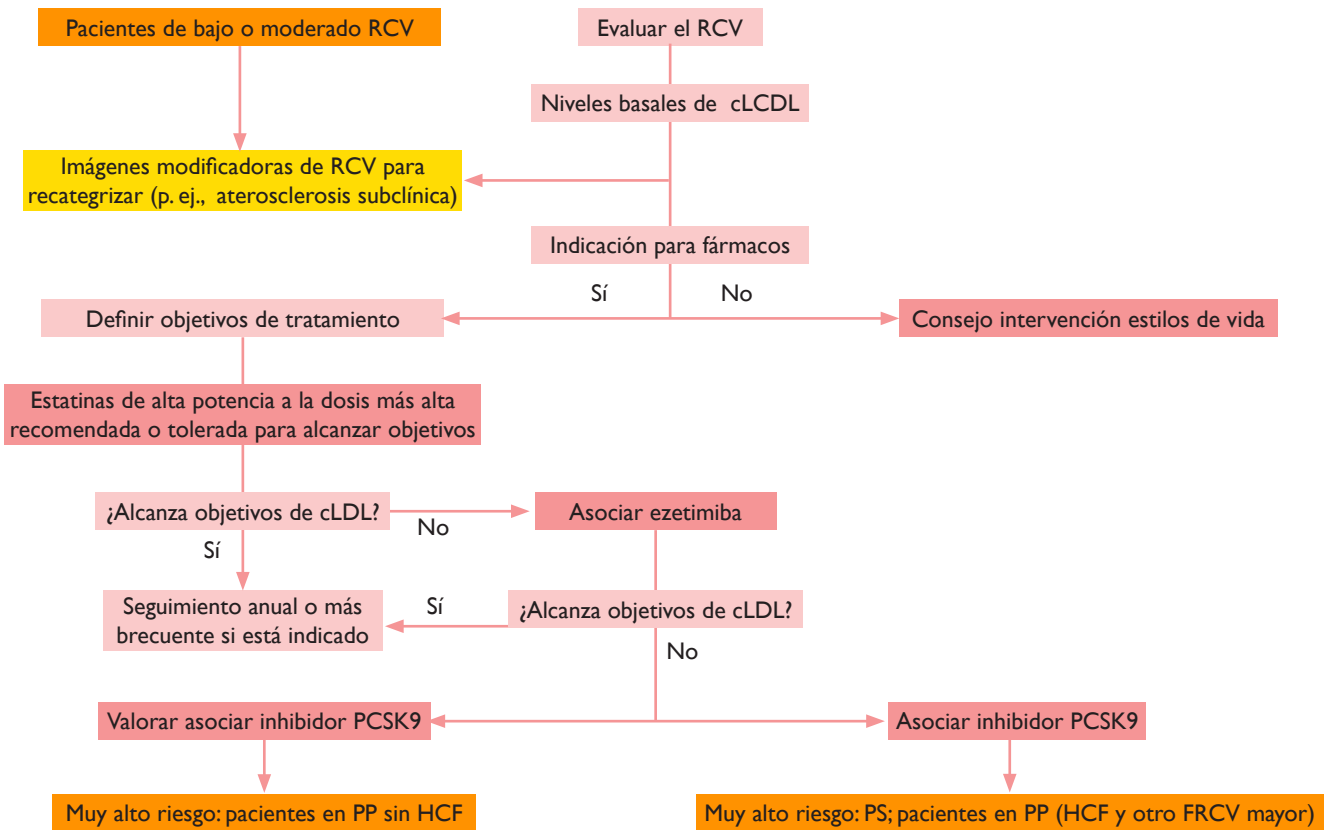 Pacientes de bajo o moderado RCV
Evaluar el RCV
Niveles basales de cLCDL
Imágenes modificadoras de RCV para
recategrizar (p. ej., aterosclerosis subclínica)
Indicación para fármacos
Sí
No
Definir objetivos de tratamiento
Consejo intervención estilos de vida
Estatinas de alta potencia a la dosis más alta
recomendada o tolerada para alcanzar objetivos
¿Alcanza objetivos de cLDL?
No
Asociar ezetimiba
Sí
Seguimiento anual o más
brecuente si está indicado
Sí
¿Alcanza objetivos de cLDL?
No
Valorar asociar inhibidor PCSK9
Asociar inhibidor PCSK9
Muy alto riesgo: pacientes en PP sin HCF
Muy alto riesgo: PS; pacientes en PP (HCF y otro FRCV mayor)